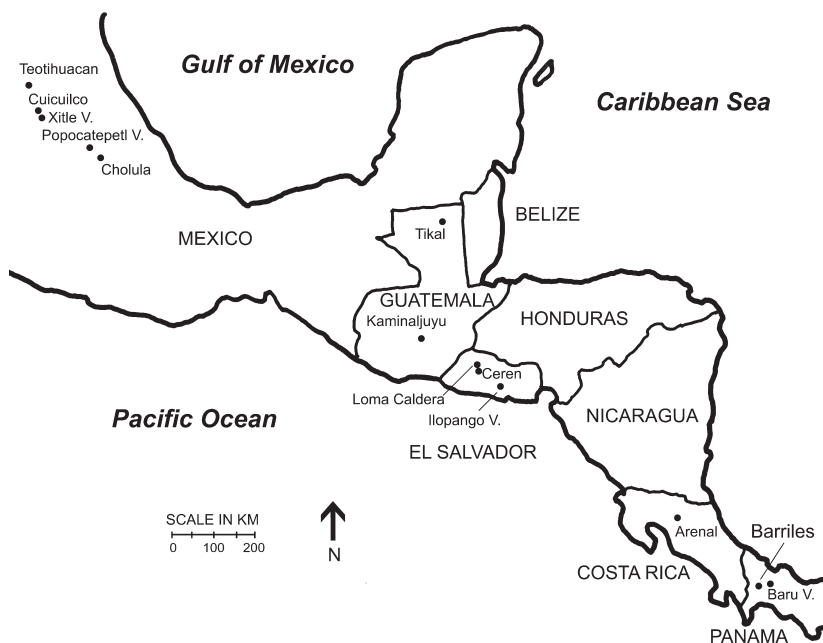 Gulf of Mexico
Caribbean Sea
Teotihuacan
Cuicuilco
Xitle V.
Popocatepetl V.
Cholula
MEXICO
BELIZE
Tikal
GUATEMALA
Kaminaljuyu
HONDURAS
Ceren
Loma Caldera
Ilopango V.
Pacific Ocean
NICARAGUA
EL SALVADOR
SCALE IN KM
0 100 200
N
Arenal
Barriles
COSTA RICA
Baru V.
PANAMA